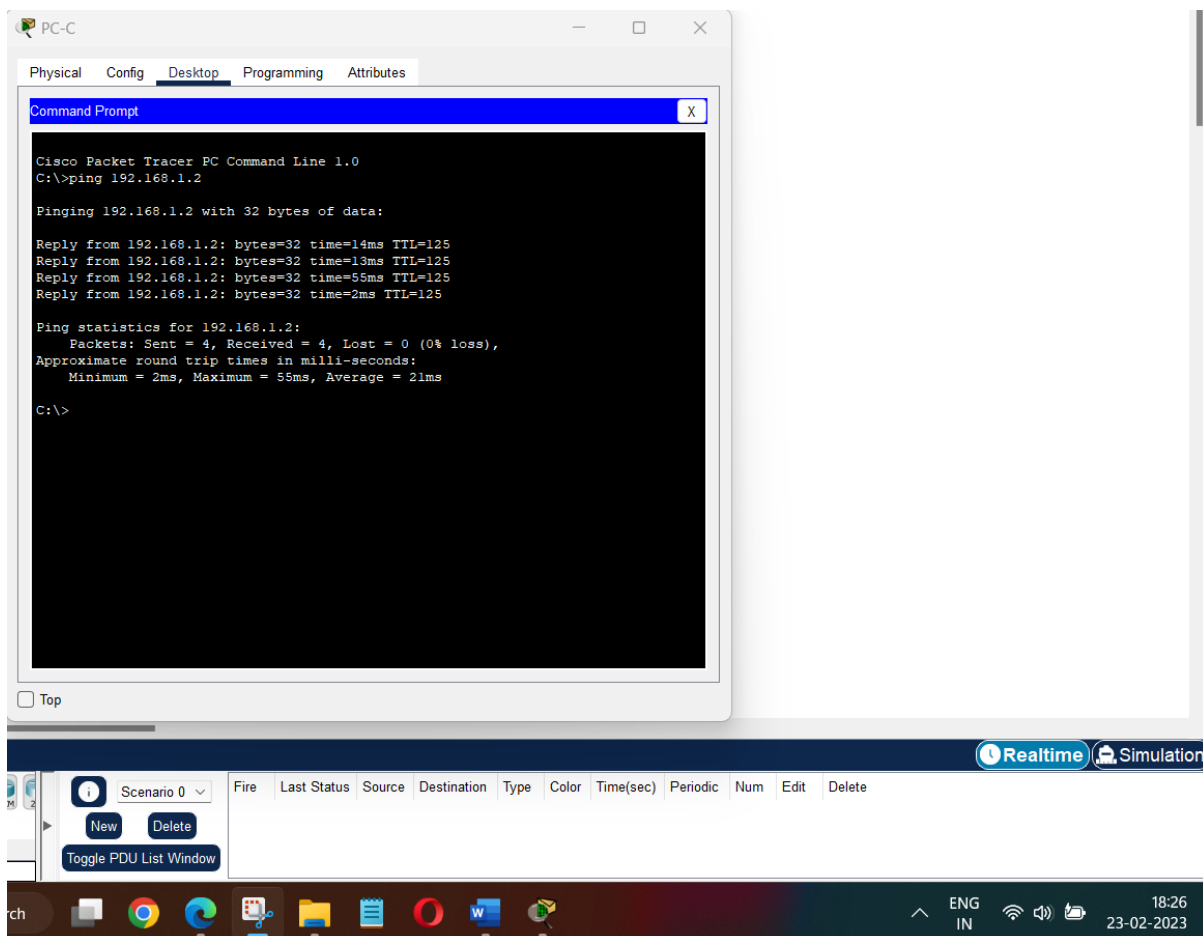 PC-C
Physical Config Desktop Programming Attributes
Command Prompt X
Cisco Packet Tracer PC Command Line 1.0
C:\>ping 192.168.1.2
Pinging 192.168.1.2 with 32 bytes of data:
Reply from 192.168.1.2: bytes=32 time=14ms TTL=125
Reply from 192.168.1.2: bytes=32 time=13ms TTL=125
Reply from 192.168.1.2: bytes=32 time=55ms TTL=125
Reply from 192.168.1.2: bytes=32 time=2ms TTL=125
Ping statistics for 192.168.1.2:
Packets: Sent = 4, Received = 4, Lost = 0 (0% loss),
Approximate round trip times in milli-seconds:
Minimum = 2ms, Maximum = 55ms, Average = 21ms
C:\>
Top
Realtime Simulation
Scenario 0 Fire Last Status Source Destination Type Color Time(sec) Periodic Num Edit Delete
New Delete
Toggle PDU List Window
rch ENG 18:26
IN 23-02-2023